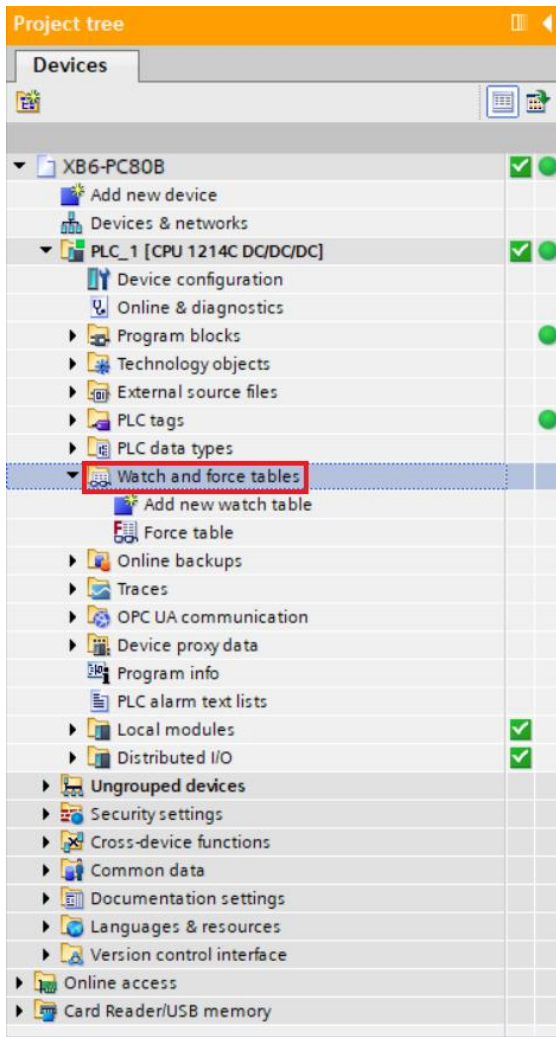 Project tree
Devices
XB6-PC80B
Add new device
Devices & networks
PLC_1 [CPU 1214C DC/DC/DC]
Device configuration
Online & diagnostics
Program blocks
Technology objects
External source files
PLC tags
PLC data types
Watch and force tables
Add new watch table
Force table
Online backups
Traces
OPC UA communication
Device proxy data
Program info
PLC alarm text lists
Local modules
Distributed I/O
Ungrouped devices
Security settings
Cross-device functions
Common data
Documentation settings
Languages & resources
Version control interface
Online access
Card Reader/USB memory